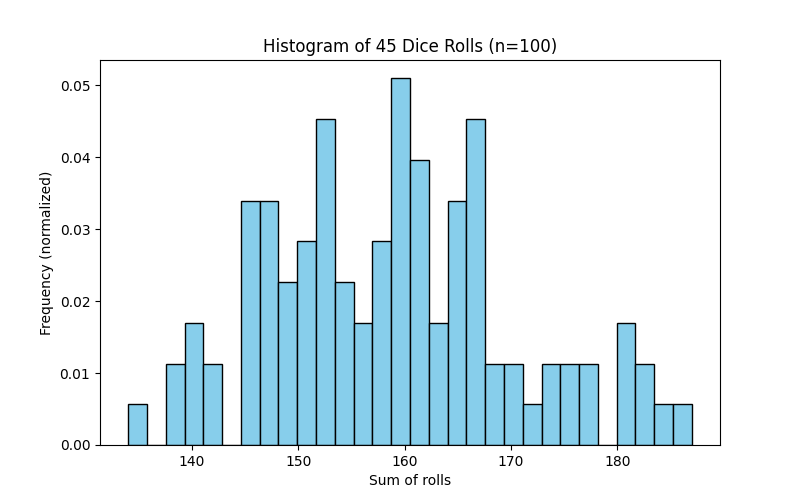 Histogram of 45 Dice Rolls (n=100)
Frequency (normalized)
0.05
0.04
0.03
0.02
0.01
0.00
140 150 160 170 180
Sum of rolls